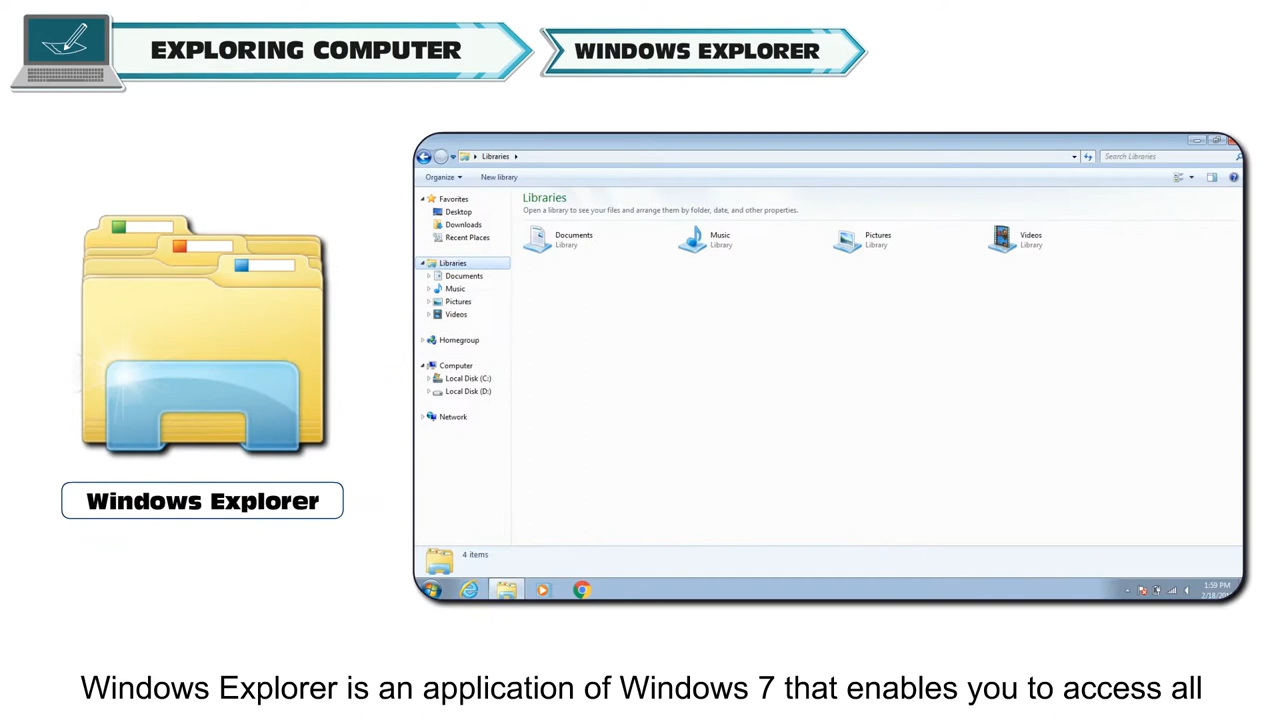 EXPLORING COMPUTER
WINDOWS EXPLORER
Libraries
Search Libraries
Organize
New library
Favorites
Desktop
Downloads
Recent Places
Libraries
Documents
Music
Pictures
Videos
Homegroup
Computer
Local Disk (C:)
Local Disk (D:)
Network
Libraries
Open a library to see your files and arrange them by folder, date, and other properties.
Documents
Library
Music
Library
Pictures
Library
Videos
Library
4 items
1:59 PM
Windows Explorer
Windows Explorer is an application of Windows 7 that enables you to access all